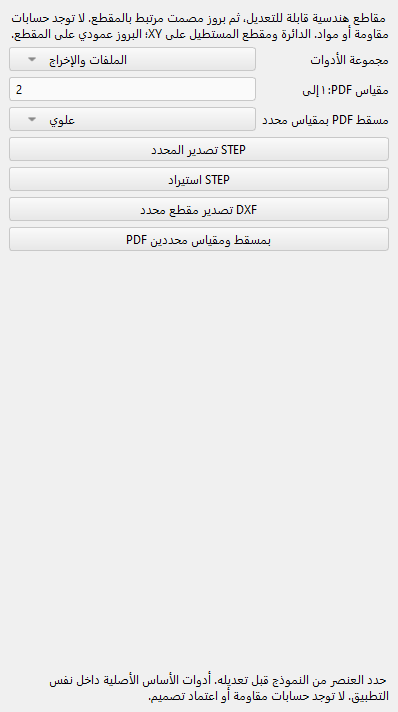 مقاطع هندسية قابلة للتعديل، ثم بروز مصمت مرتبط بالمقطع. لا توجد حسابات
مقاومة أو مواد. الدائرة ومقطع المستطيل على XY؛ البروز عمودي على المقطع.
مجموعة الأدوات
الملفات والإخراج
مقياس PDF:١إلى
2
مسقط PDF بمقياس محدد
علوي
تصدير المحدد STEP
استيراد STEP
تصدير مقطع محدد DXF
PDF بمسقط ومقياس محددين
حدد العنصر من النموذج قبل تعديله. أدوات الأساس الأصلية داخل نفس
التطبيق. لا توجد حسابات مقاومة أو اعتماد تصميم.